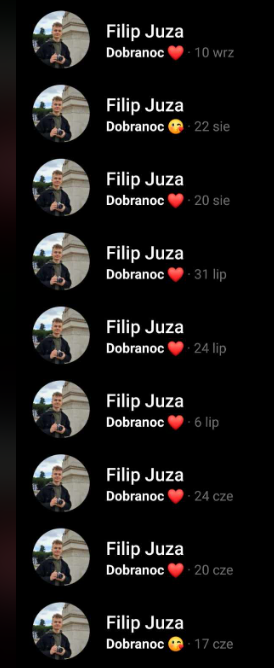 Filip Juza
Dobranoc ❤️ · 10 wrz
Filip Juza
Dobranoc 😘 · 22 sie
Filip Juza
Dobranoc ❤️ · 20 sie
Filip Juza
Dobranoc ❤️ · 31 lip
Filip Juza
Dobranoc ❤️ · 24 lip
Filip Juza
Dobranoc ❤️ · 6 lip
Filip Juza
Dobranoc ❤️ · 24 cze
Filip Juza
Dobranoc ❤️ · 20 cze
Filip Juza
Dobranoc 😘 · 17 cze